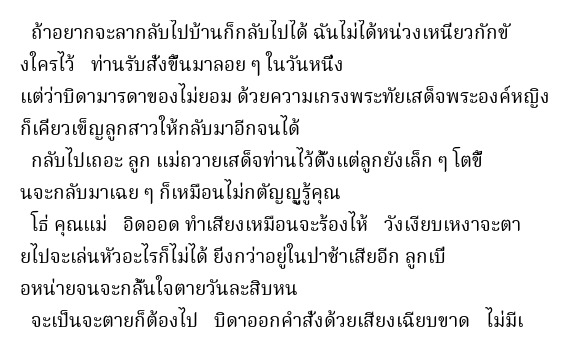 ถ้าอยากจะลากลับไปบ้านก็กลับไปได้ ฉันไม่ได้หน่วงเหนี่ยวกักขั
งใครไว้   ท่านรับสั่งขึ้นมาลอย ๆ ในวันหนึ่ง
แต่ว่าบิดามารดาของไม่ยอม ด้วยความเกรงพระทัยเสด็จพระองค์หญิง
ก็เคี่ยวเข็ญลูกสาวให้กลับมาอีกจนได้
กลับไปเถอะ ลูก แม่ถวายเสด็จท่านไว้ตั้งแต่ลูกยังเล็ก ๆ โตขึ้
นจะกลับมาเฉย ๆ ก็เหมือนไม่กตัญญูรู้คุณ
โธ่ คุณแม่   อิดออด ทำเสียงเหมือนจะร้องไห้   วังเงียบเหงาจะตา
ยไปจะเล่นหัวอะไรก็ไม่ได้ ยิ่งกว่าอยู่ในป่าช้าเสียอีก ลูกเบื่
อหน่ายจนจะกลั้นใจตายวันละสิบหน
จะเป็นจะตายก็ต้องไป   บิดาออกคำสั่งด้วยเสียงเฉียบขาด   ไม่มีเ